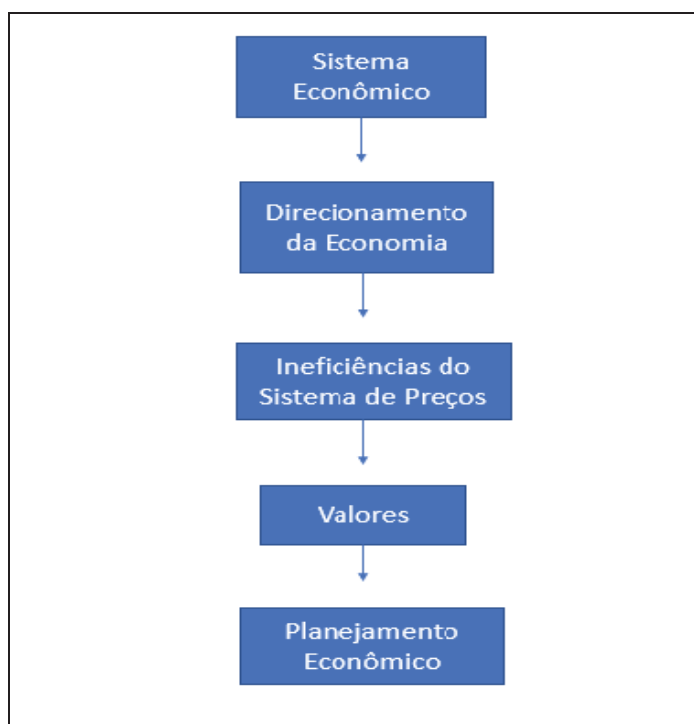 Sistema
Econômico
Direcionamento
da Economia
Ineficiências do
Sistema de Preços
Valores
Planejamento
Econômico